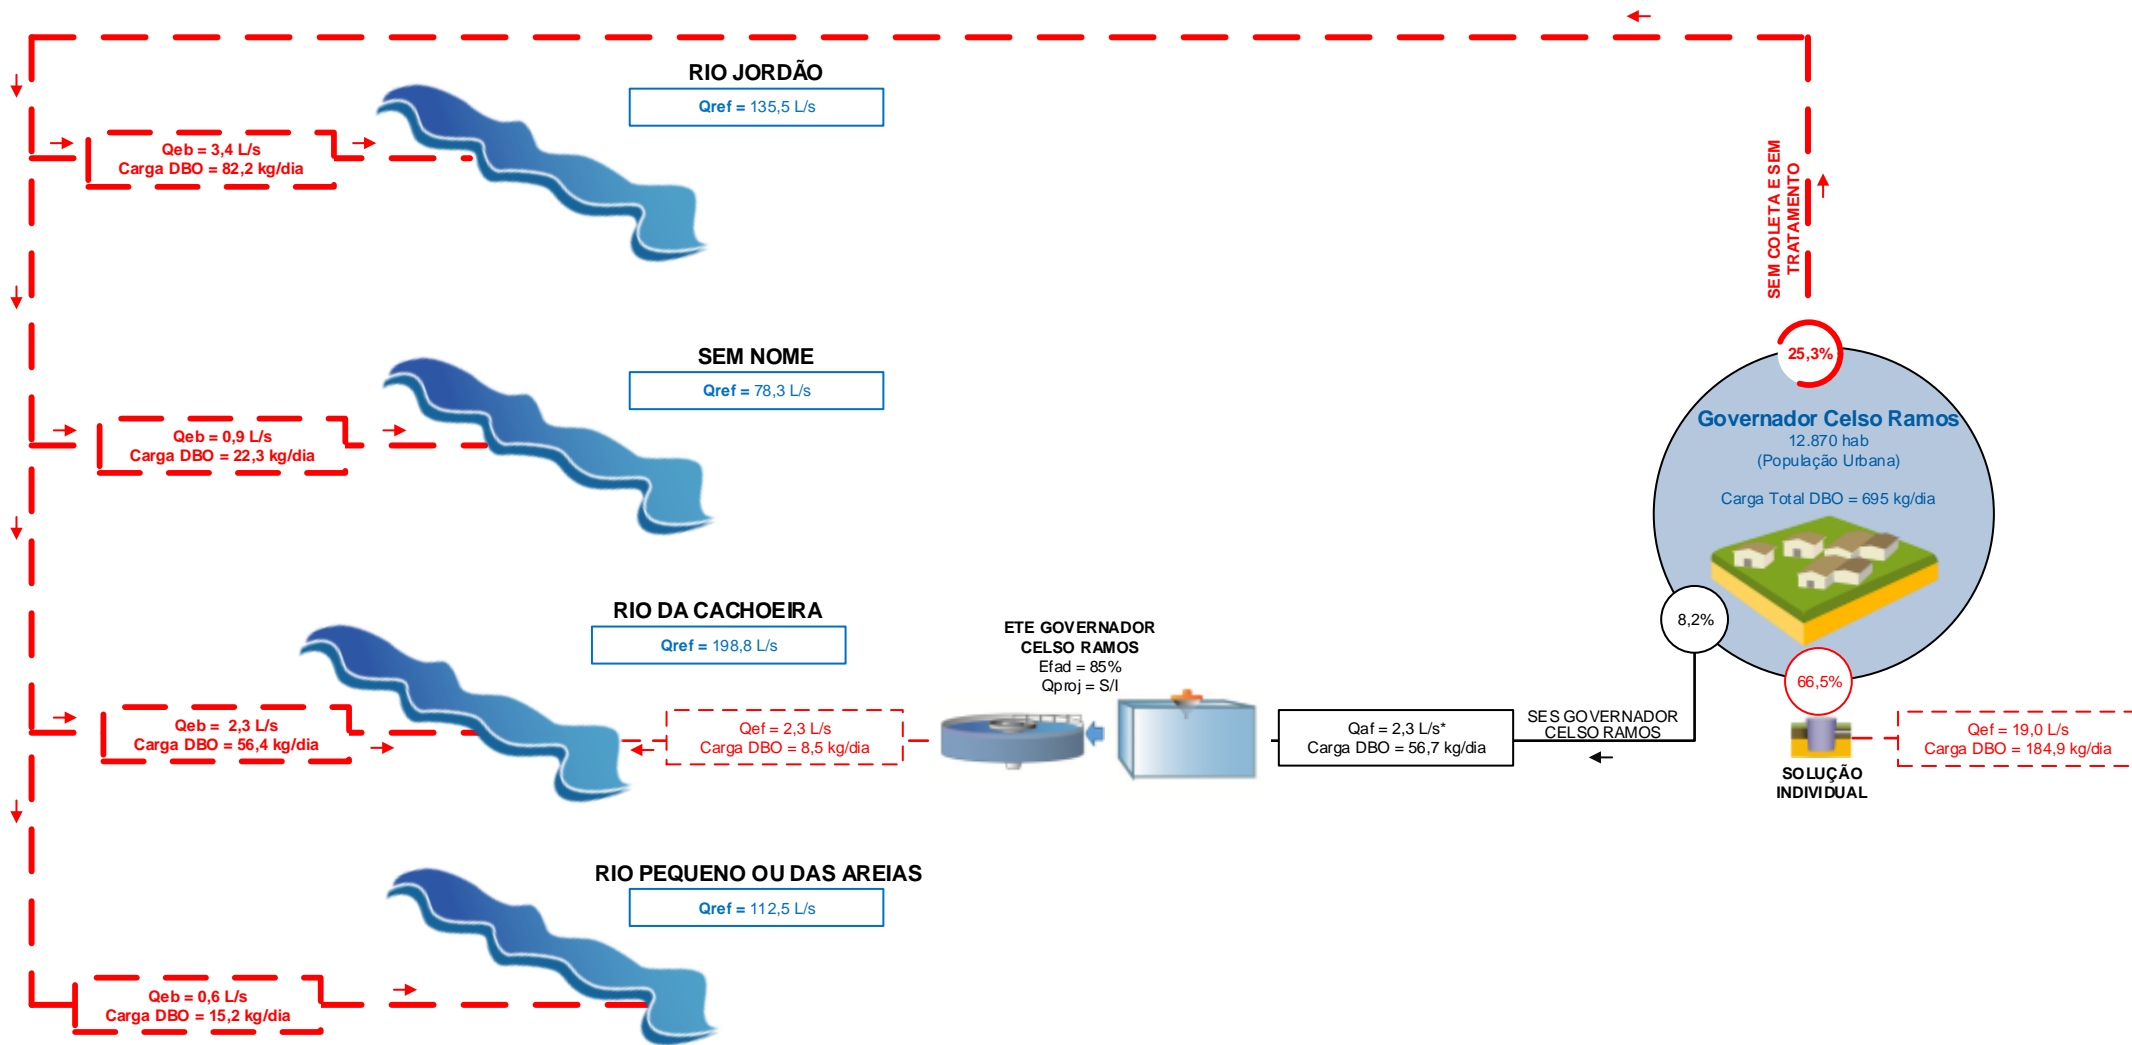 RIO JORDÃO
Qref = 135,5 L/s
Qeb = 3,4 L/s
Carga DBO = 82,2 kg/dia
SEM NOME
Qref = 78,3 L/s
Qeb = 0,9 L/s
Carga DBO = 22,3 kg/dia
RIO DA CACHOEIRA
Qref = 198,8 L/s
Qeb = 2,3 L/s
Carga DBO = 56,4 kg/dia
Qef = 2,3 L/s
Carga DBO = 8,5 kg/dia
ETE GOVERNADOR
CELSO RAMOS
Efad = 85%
Qproj = S/I
Qaf = 2,3 L/s*
Carga DBO = 56,7 kg/dia
SES GOVERNADOR
CELSO RAMOS
RIO PEQUENO OU DAS AREIAS
Qref = 112,5 L/s
Qeb = 0,6 L/s
Carga DBO = 15,2 kg/dia
SEM COLETA E SEM
TRATAMENTO
25,3%
Governador Celso Ramos
12.870 hab
(População Urbana)
Carga Total DBO = 695 kg/dia
8,2%
66,5%
SOLUÇÃO
INDIVIDUAL
Qef = 19,0 L/s
Carga DBO = 184,9 kg/dia